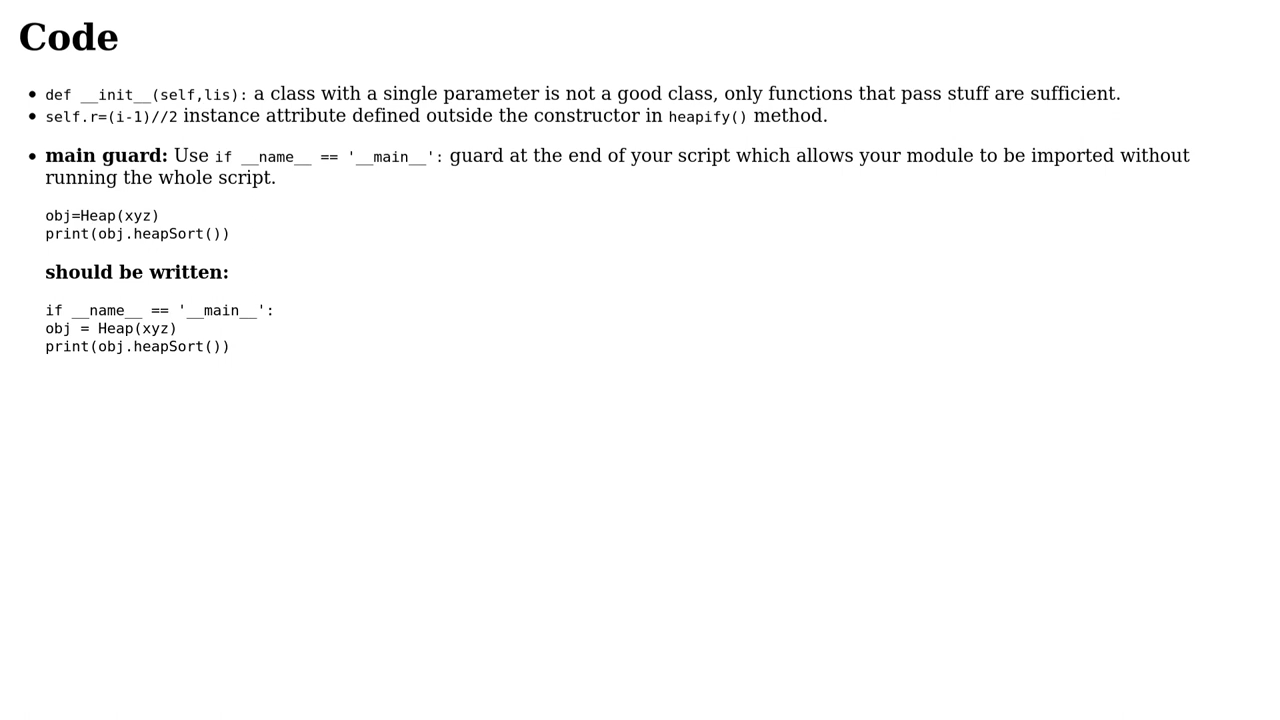 Code
• def __init__(self,lis): a class with a single parameter is not a good class, only functions that pass stuff are sufficient.
• self.r=(i-1)//2 instance attribute defined outside the constructor in heapify() method.
• main guard: Use if __name__ == '__main__': guard at the end of your script which allows your module to be imported without
running the whole script.
obj=Heap(xyz)
print(obj.heapSort())
should be written:
if __name__ == '__main__':
obj = Heap(xyz)
print(obj.heapSort())